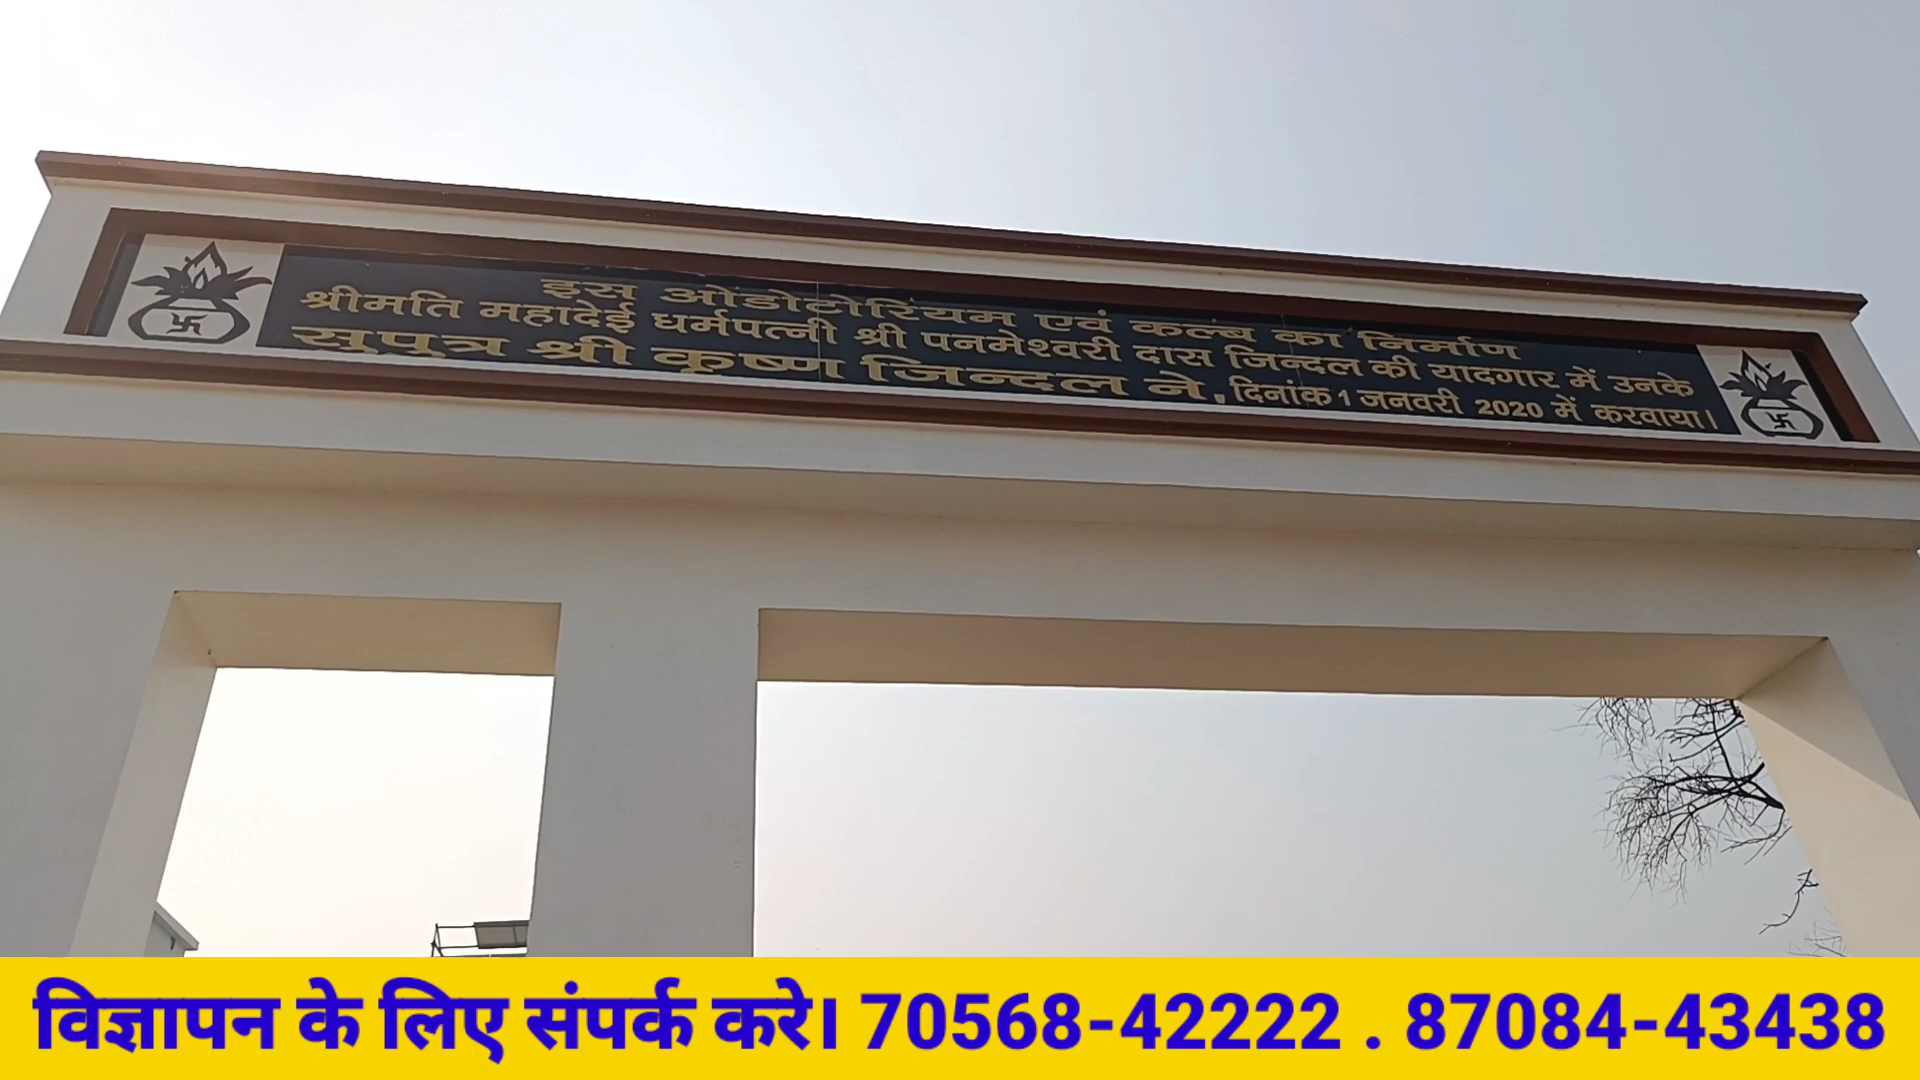 इस ओडोटोरियम एवं कल्ब का निर्माण
श्रीमति महादेई धर्मपत्नी श्री पनमेश्वरी दास जिन्दल की यादगार में उनके
सुपुत्र श्री कृष्ण जिन्दल ने, दिनांक 1 जनवरी 2020 में करवाया।
विज्ञापन के लिए संपर्क करे। 70568-42222 . 87084-43438